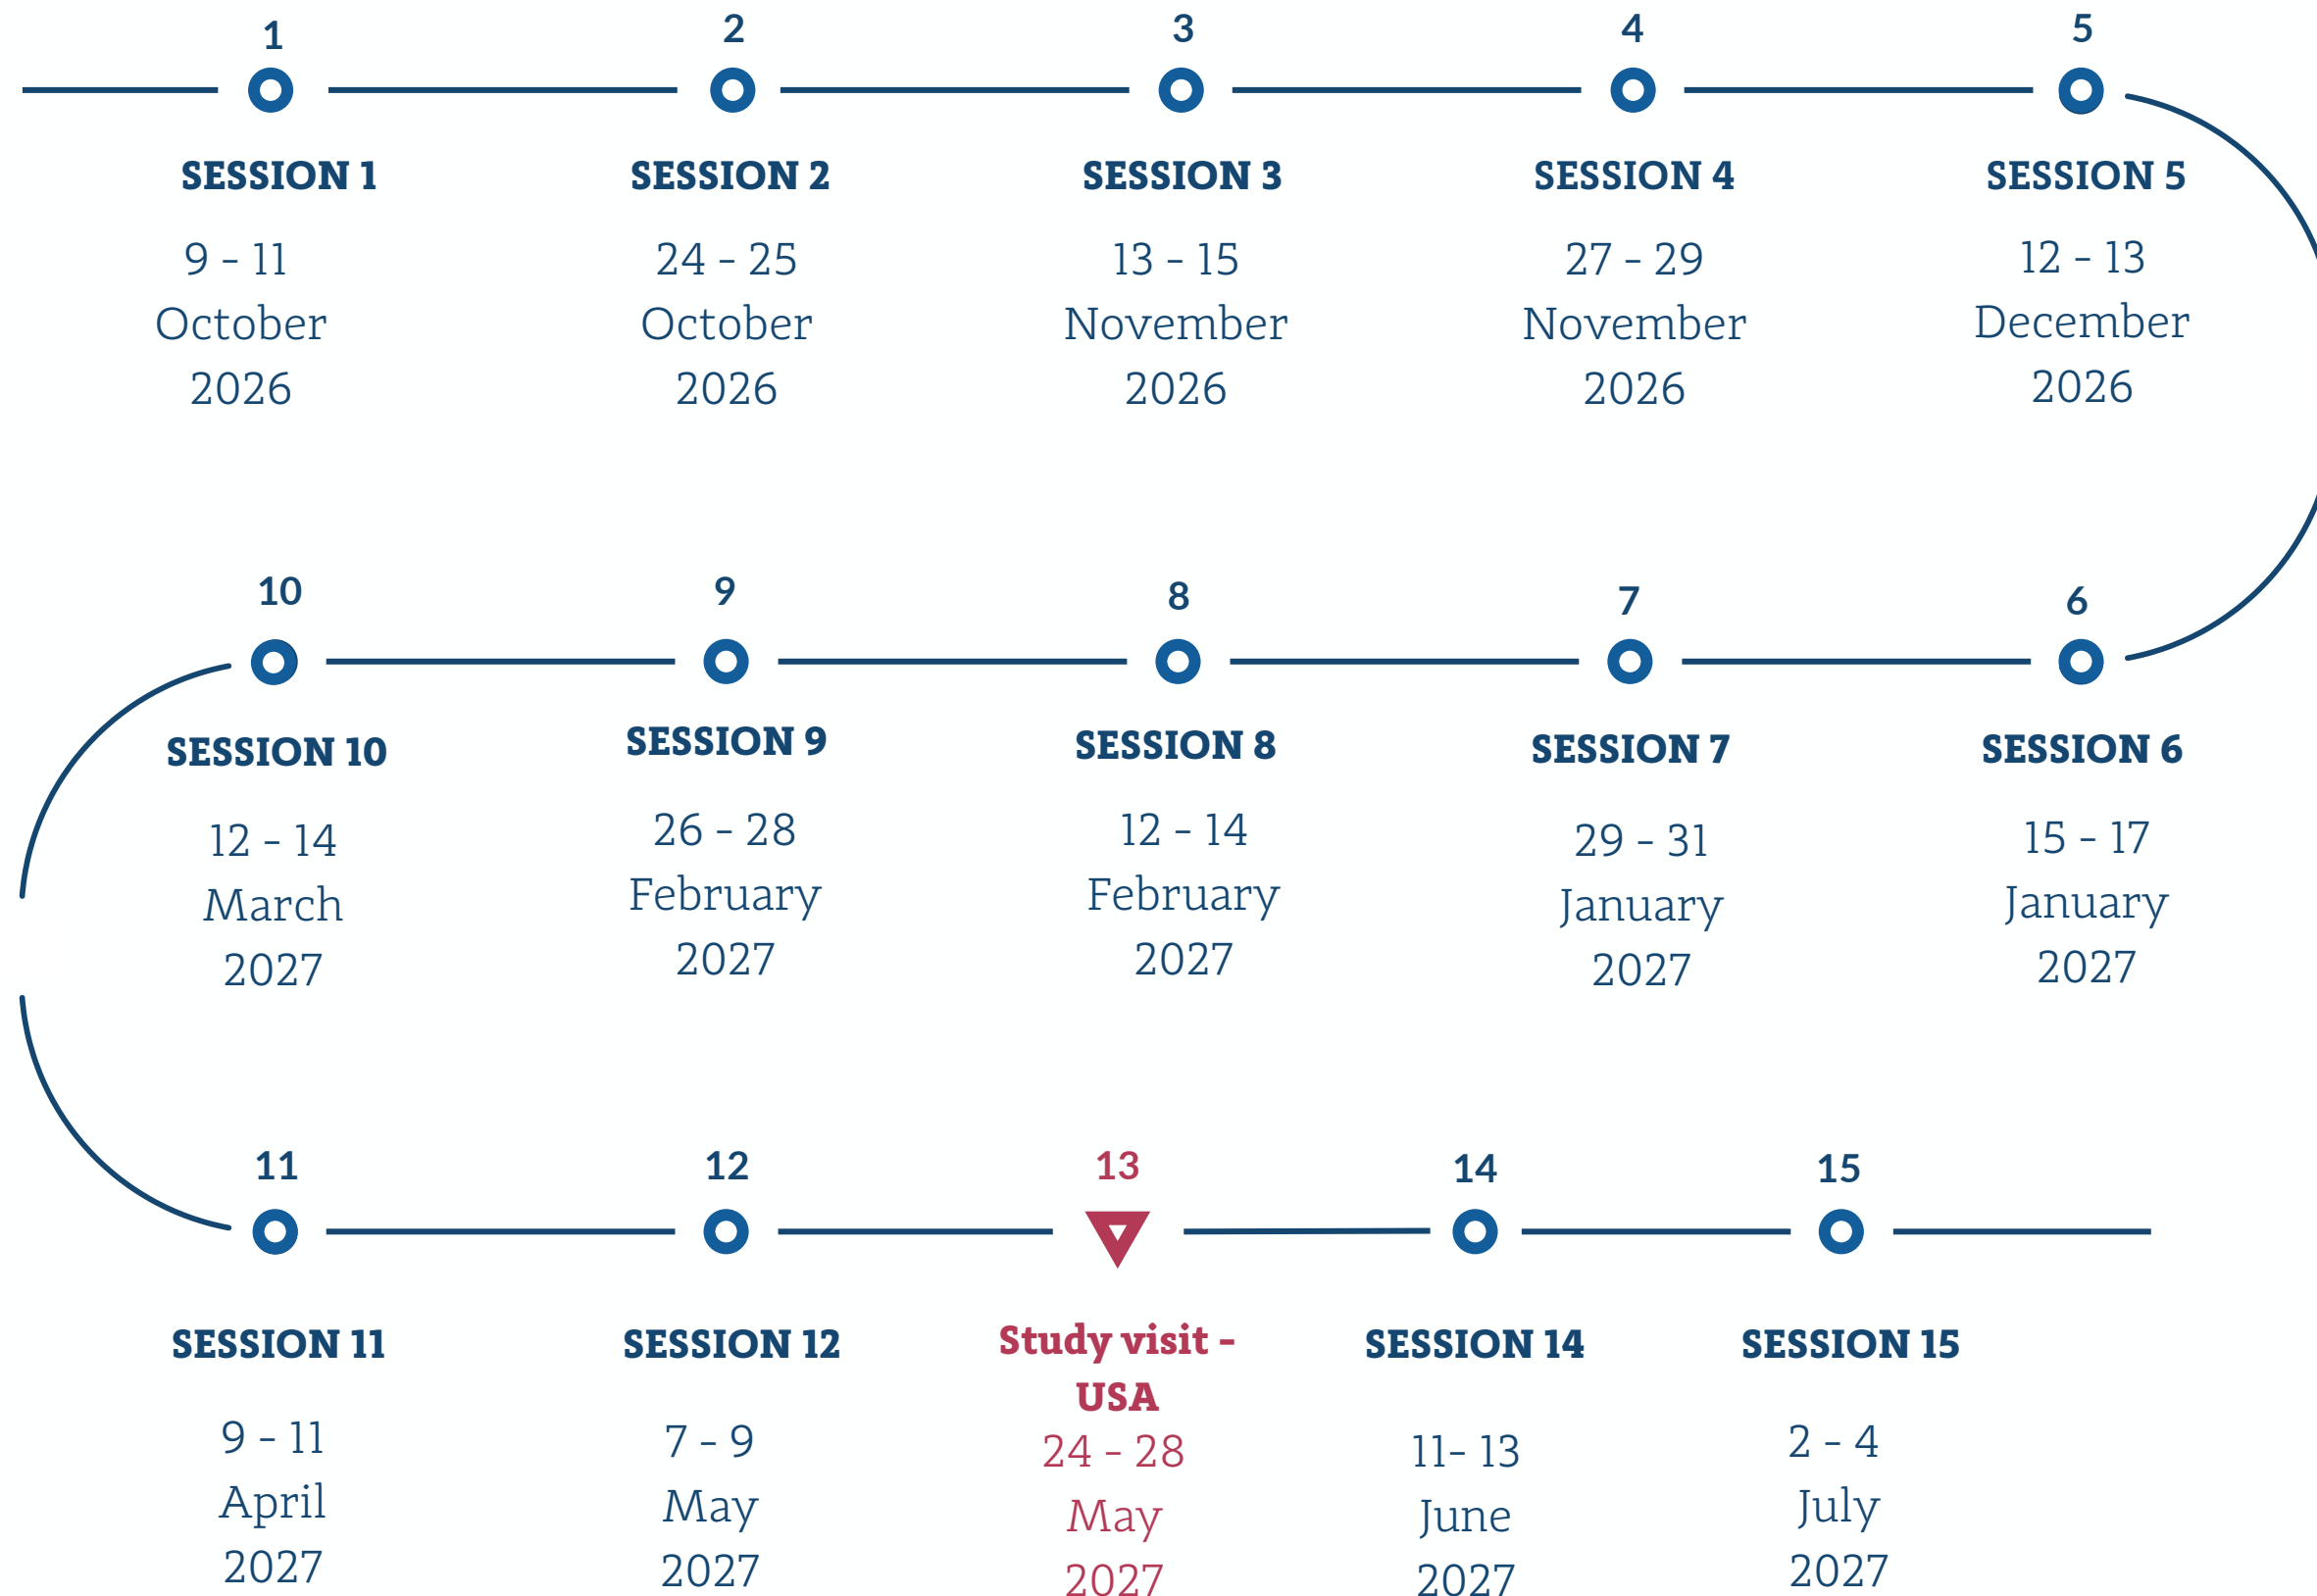 1
SESSION 1
9 - 11
October
2026
2
SESSION 2
24 - 25
October
2026
3
SESSION 3
13 - 15
November
2026
4
SESSION 4
27 - 29
November
2026
5
SESSION 5
12 - 13
December
2026
6
SESSION 6
15 - 17
January
2027
7
SESSION 7
29 - 31
January
2027
8
SESSION 8
12 - 14
February
2027
9
SESSION 9
26 - 28
February
2027
10
SESSION 10
12 - 14
March
2027
11
SESSION 11
9 - 11
April
2027
12
SESSION 12
7 - 9
May
2027
13
Study visit -
USA
24 - 28
May
2027
14
SESSION 14
11- 13
June
2027
15
SESSION 15
2 - 4
July
2027